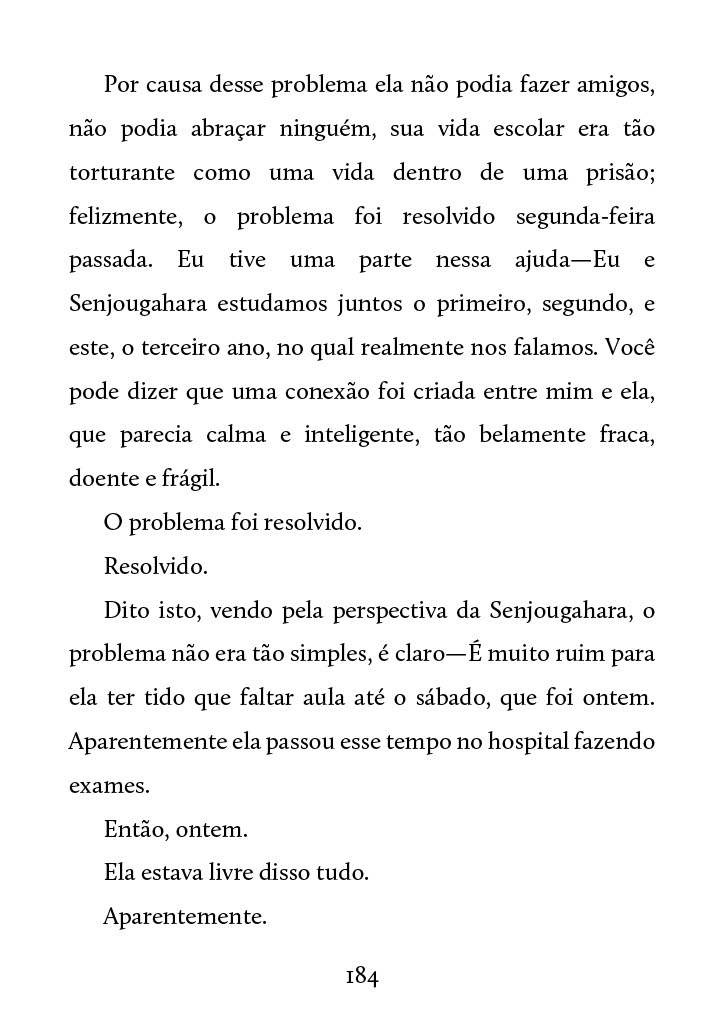 Por causa desse problema ela não podia fazer amigos,
não podia abraçar ninguém, sua vida escolar era tão
torturante como uma vida dentro de uma prisão;
felizmente, o problema foi resolvido segunda-feira
passada. Eu tive uma parte nessa ajuda—Eu e
Senjougahara estudamos juntos o primeiro, segundo, e
este, o terceiro ano, no qual realmente nos falamos. Você
pode dizer que uma conexão foi criada entre mim e ela,
que parecia calma e inteligente, tão belamente fraca,
doente e frágil.
O problema foi resolvido.
Resolvido.
Dito isto, vendo pela perspectiva da Senjougahara, o
problema não era tão simples, é claro—É muito ruim para
ela ter tido que faltar aula até o sábado, que foi ontem.
Aparentemente ela passou esse tempo no hospital fazendo
exames.
Então, ontem.
Ela estava livre disso tudo.
Aparentemente.
184